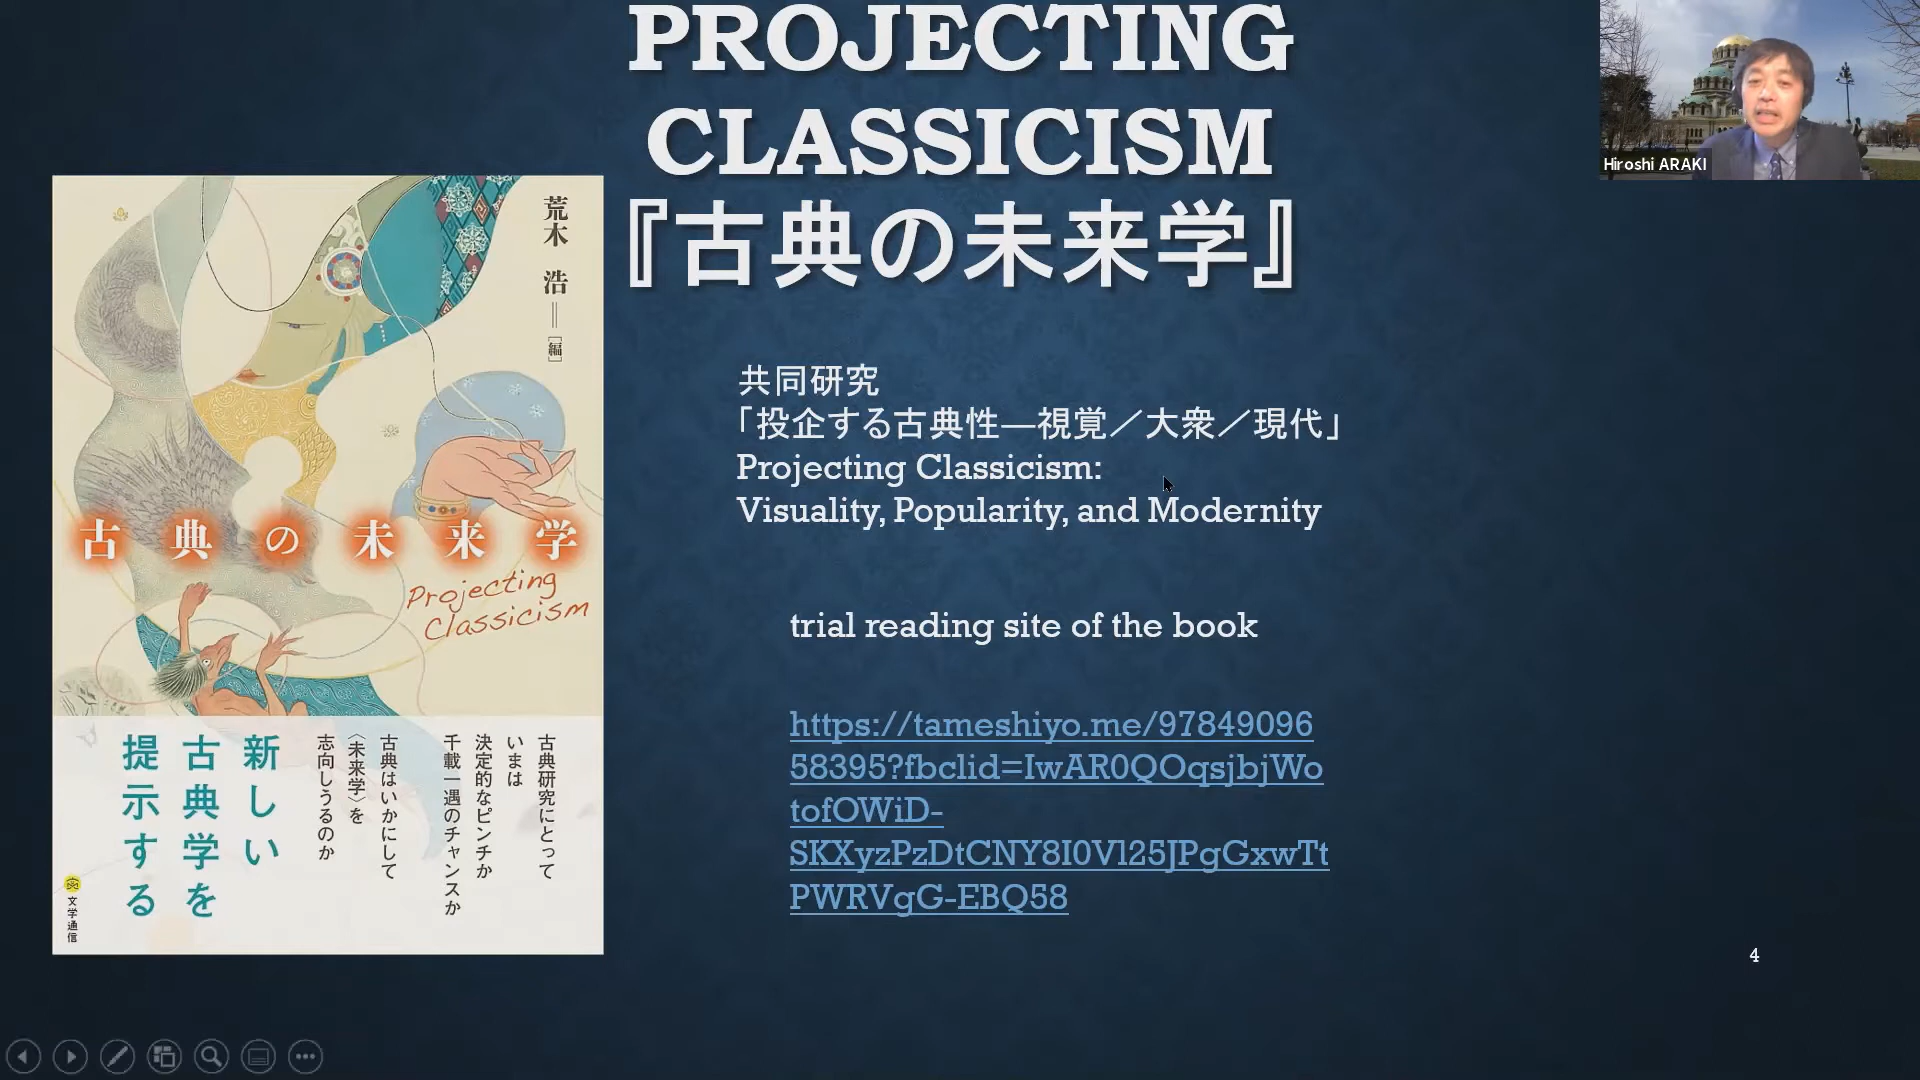 PROJECTING
CLASSICISM
『古典の未来学』
Hiroshi ARAKI
荒木 浩＝［編］
古典の未来学
Projecting
Classicism
古典研究にとって
いまは
決定的なピンチか
千載一遇のチャンスか
古典はいかにして
〈未来学〉を
志向しうるのか
新しい
古典学を
提示する
文学通信
共同研究
「投企する古典性―視覚／大衆／現代」
Projecting Classicism:
Visuality, Popularity, and Modernity
trial reading site of the book
https://tameshiyo.me/97849096
58395?fbclid=IwAR0QOqsjbjWo
tofOWiD-
SKXyzPzDtCNY8I0Vl25JPgGxwTt
PWRVgG-EBQ58
4